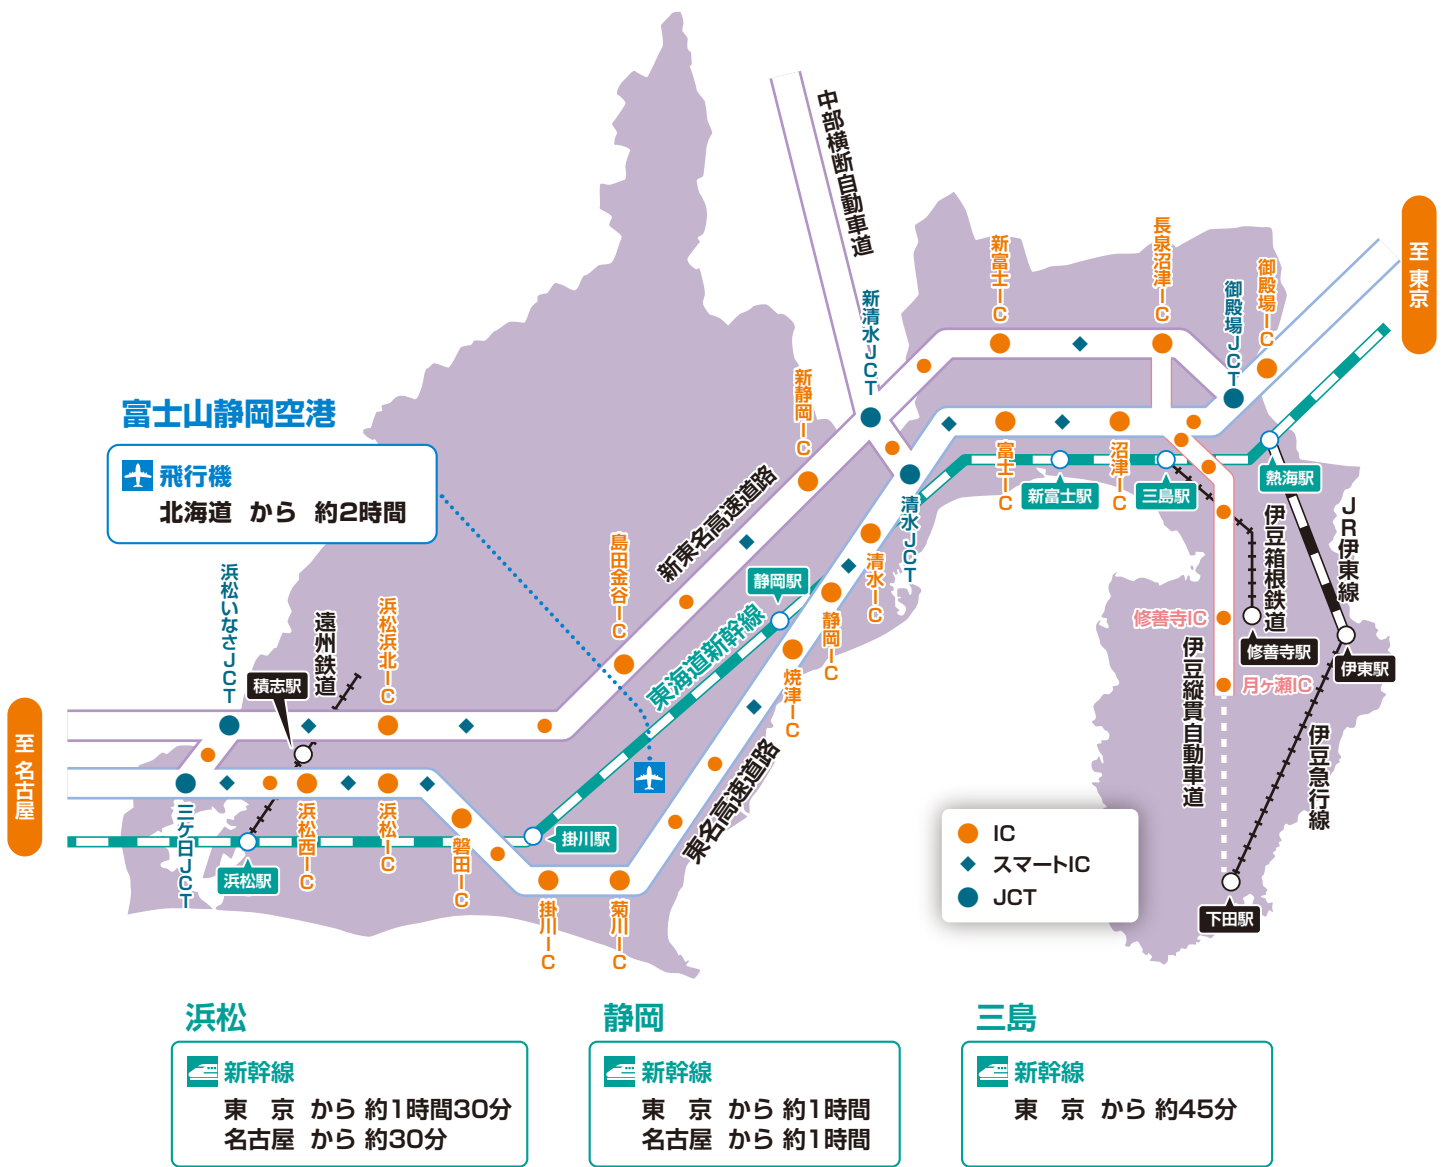 中部横断自動車道
至 東京
長泉沼津IC
新富士IC
御殿場IC
御殿場JCT
新清水JCT
新静岡IC
富士山静岡空港
飛行機
北海道 から 約2時間
富士IC
沼津IC
新富士駅
三島駅
熱海駅
清水JCT
新東名高速道路
JR伊東線
伊豆箱根鉄道
島田金谷IC
清水IC
静岡駅
浜松いなさJCT
遠州鉄道
浜松浜北IC
東海道新幹線
静岡IC
修善寺IC
修善寺駅
伊東駅
伊豆縦貫自動車道
焼津IC
積志駅
月ヶ瀬IC
至 名古屋
伊豆急行線
東名高速道路
三ケ日JCT
浜松西IC
浜松IC
磐田IC
掛川駅
浜松駅
掛川IC
菊川IC
IC
スマートIC
JCT
下田駅
浜松
新幹線
東 京 から 約1時間30分
名古屋 から 約30分
静岡
新幹線
東 京 から 約1時間
名古屋 から 約1時間
三島
新幹線
東 京 から 約45分